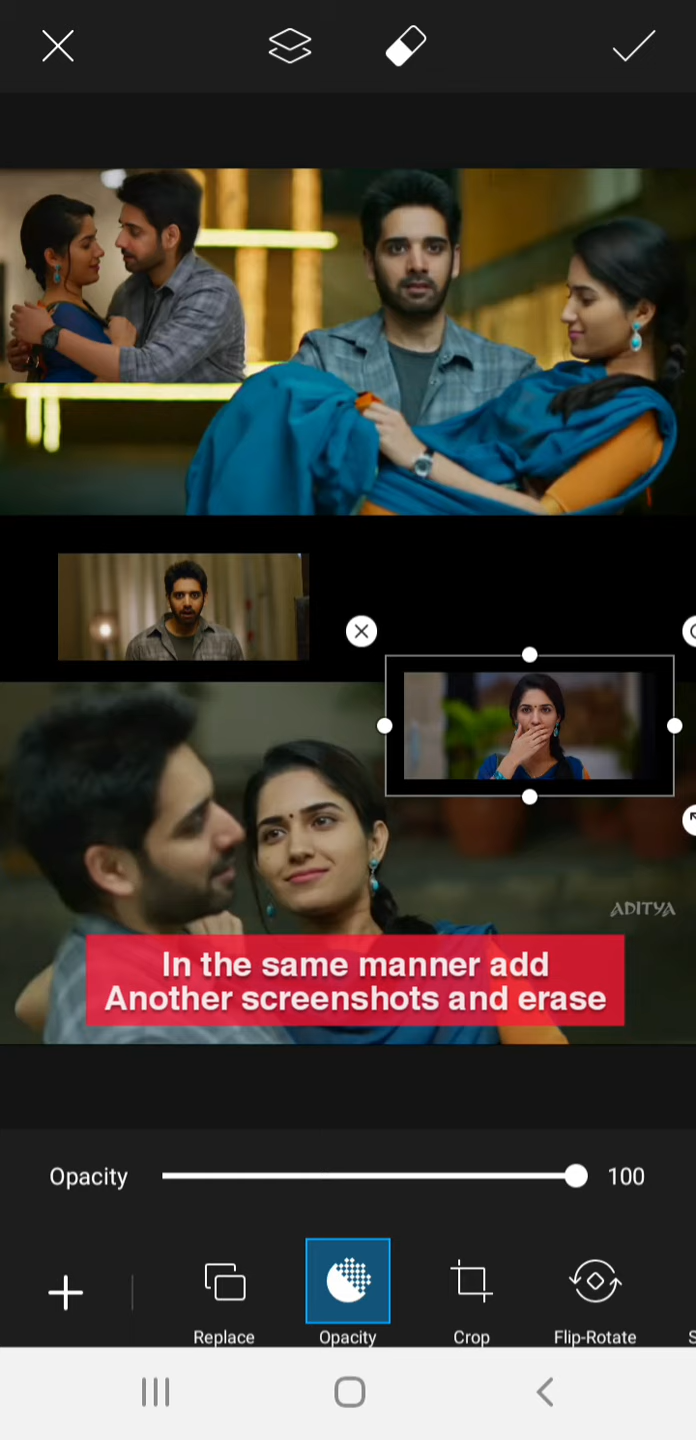 ADITYA
In the same manner add
Another screenshots and erase
Opacity 100
Replace Opacity Crop Flip-Rotate S